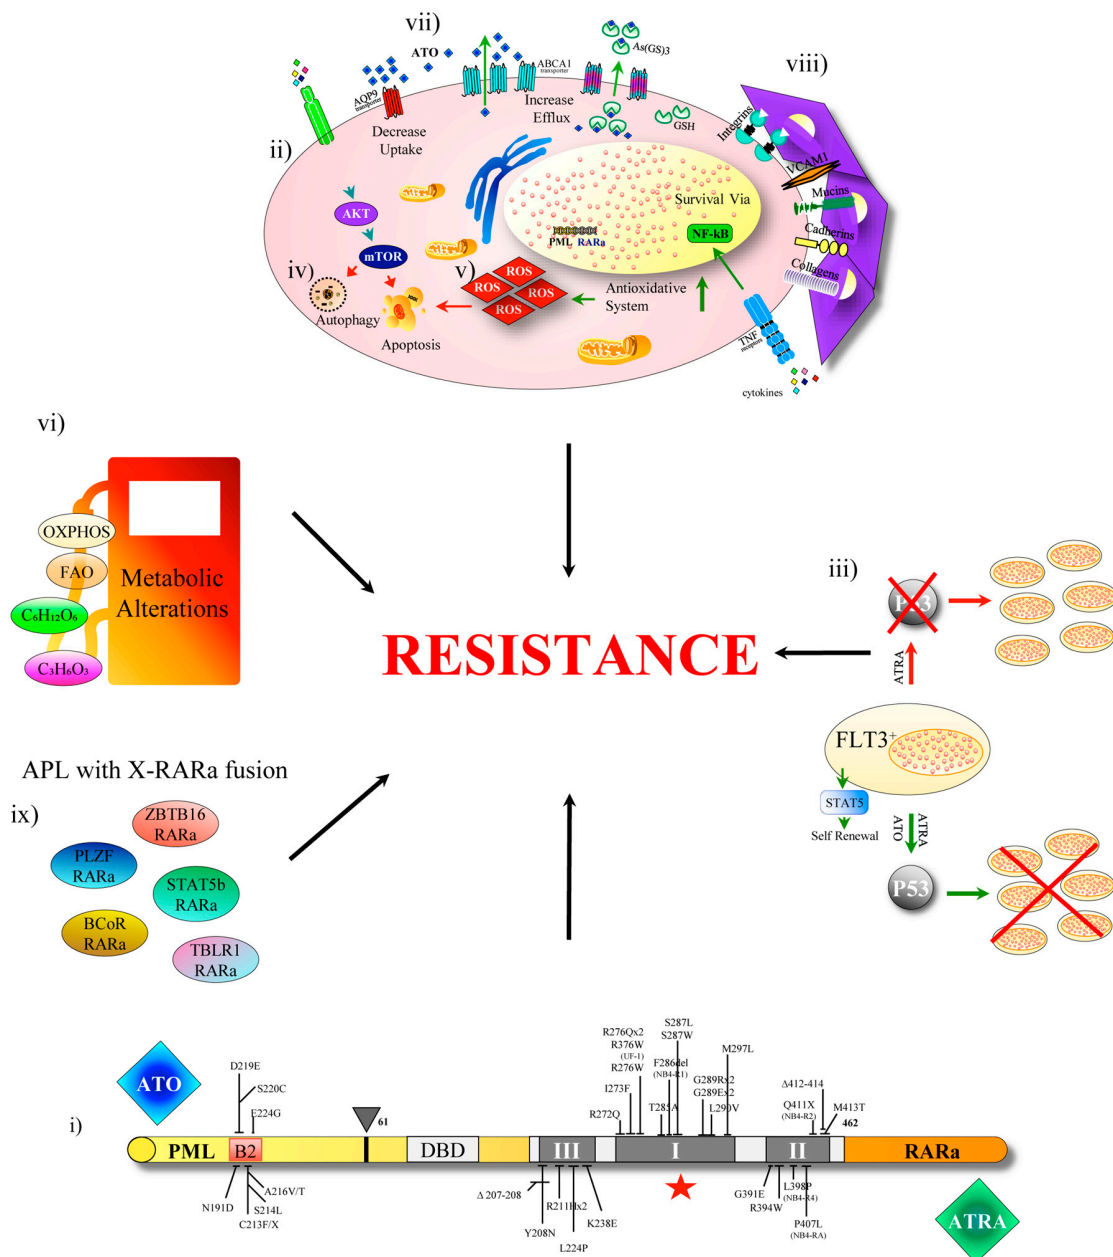 vii)
ATO
ABCA1
transporter
As(GS)3
viii)
AQP9
transporter
Decrease
Uptake
Increase
Efflux
GSH
Integrins
ii)
VCAM1
Mucins
Cadherins
Collagens
AKT
mTOR
Survival Via
NF-kB
PML RARa
iv)
Autophagy
Apoptosis
v)
ROS
ROS
ROS
ROS
Antioxidative
System
TNF
receptors
cytokines
vi)
OXPHOS
FAO
C₆H₁₂O₆
C₃H₆O₃
Metabolic
Alterations
RESISTANCE
iii)
P53
ATRA
FLT3⁺
STAT5
Self Renewal
ATRA
ATO
P53
APL with X-RARa fusion
ix)
ZBTB16
RARa
PLZF
RARa
STAT5b
RARa
BCoR
RARa
TBLR1
RARa
ATO
D219E
S220C
E224G
i)
61
R276Qx2
R376W
(UF-1)
R276W
I273F
R272Q
S287L
S287W
F286del
(NB4-R1)
T285A
M297L
G289Rx2
G289Ex2
L290V
Δ412-414
Q411X
(NB4-R2)
M413T
462
PML
B2
DBD
III
I
II
RARa
N191D
A216V/T
S214L
C213F/X
Δ 207-208
Y208N
R211Hx2
L224P
K238E
G391E
R394W
L398P
(NB4-R4)
P407L
(NB4-RA)
ATRA